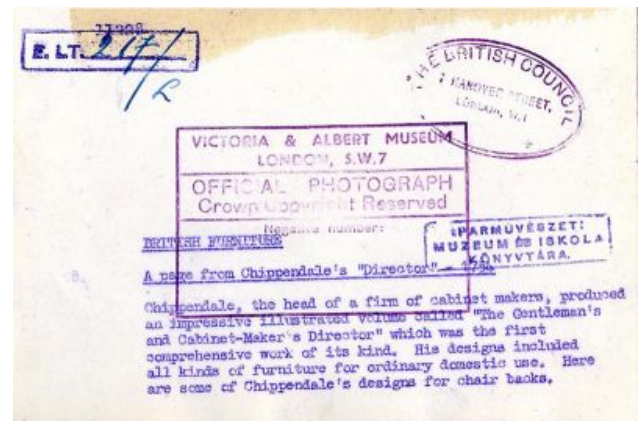 11998
E. LT. 217/2
THE BRITISH COUNCIL
7 HANOVER STREET,
LONDON, W.1
VICTORIA & ALBERT MUSEUM
LONDON, S.W.7
OFFICIAL PHOTOGRAPH
Crown Copyright Reserved
Negative number:
IPARMŰVÉSZETI
MUZEUM ÉS ISKOLA
KÖNYVTÁRA.
BRITISH FURNITURE
A page from Chippendale's "Director" –
Chippendale, the head of a firm of cabinet makers, produced
an impressive illustrated volume called "The Gentleman's
and Cabinet-Maker's Director" which was the first
comprehensive work of its kind. His designs included
all kinds of furniture for ordinary domestic use. Here
are some of Chippendale's designs for chair backs.